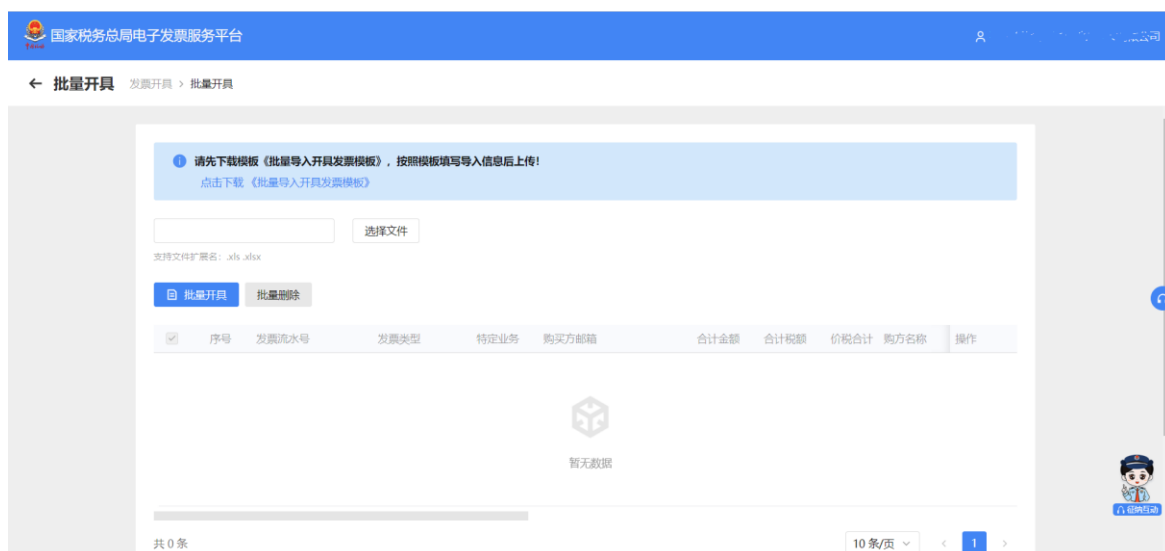 国家税务总局电子发票服务平台
公司
批量开具 发票开具 > 批量开具
请先下载模板《批量导入开具发票模板》，按照模板填写导入信息后上传！
点击下载 《批量导入开具发票模板》
选择文件
支持文件扩展名：.xls .xlsx
批量开具 批量删除
序号 发票流水号 发票类型 特定业务 购买方邮箱 合计金额 合计税额 价税合计 购方名称 操作
暂无数据
征纳互动
共 0 条 10 条/页 < 1 >